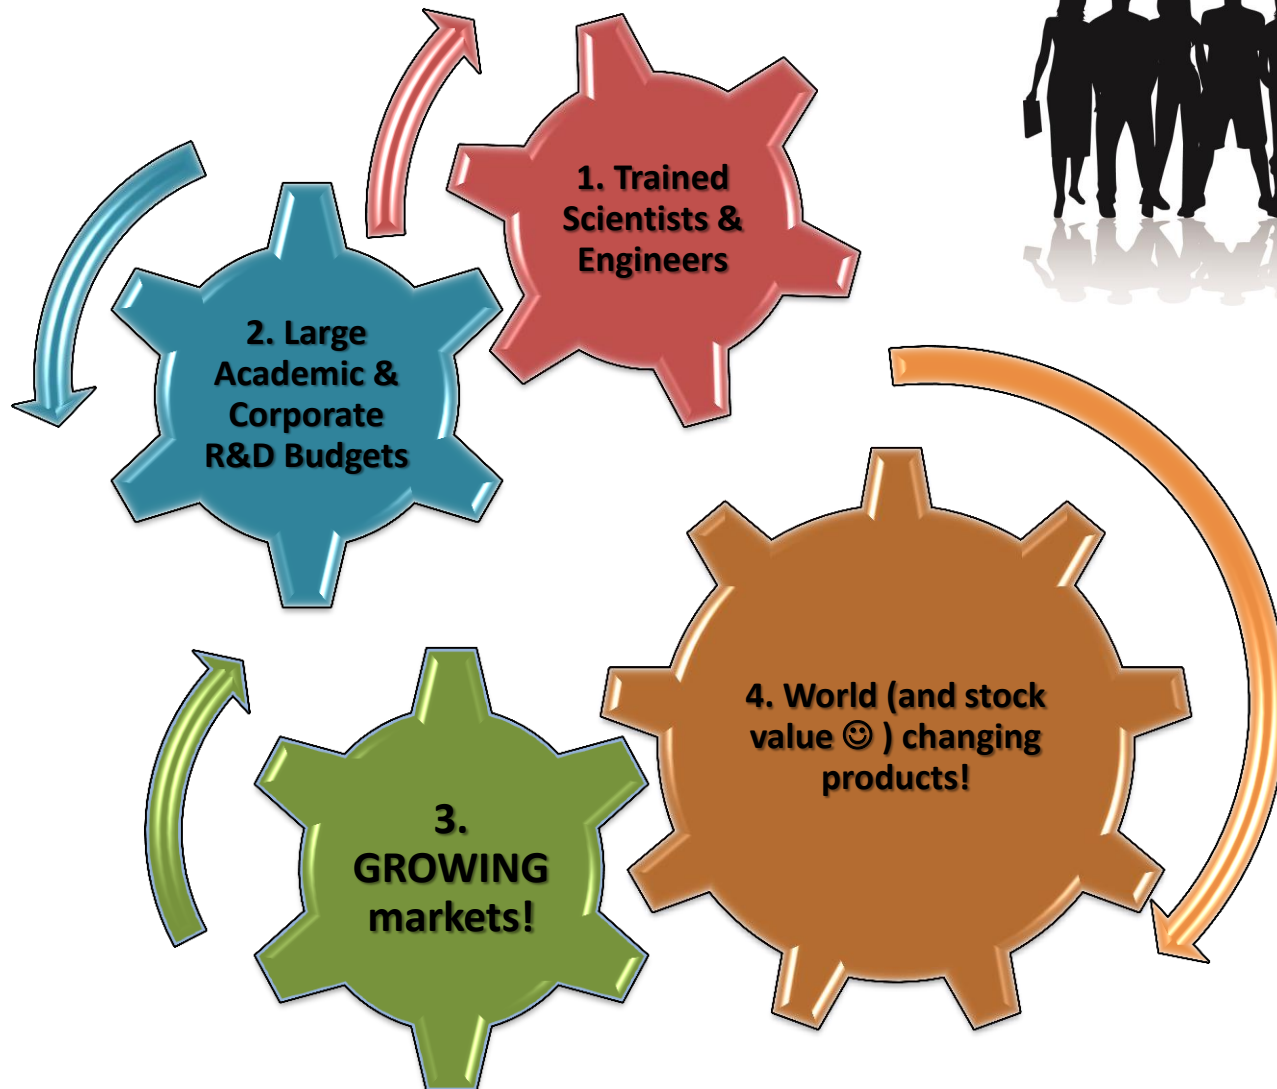 1. Trained
Scientists &
Engineers
2. Large
Academic &
Corporate
R&D Budgets
3.
GROWING
markets!
4. World (and stock
value ☺ ) changing
products!